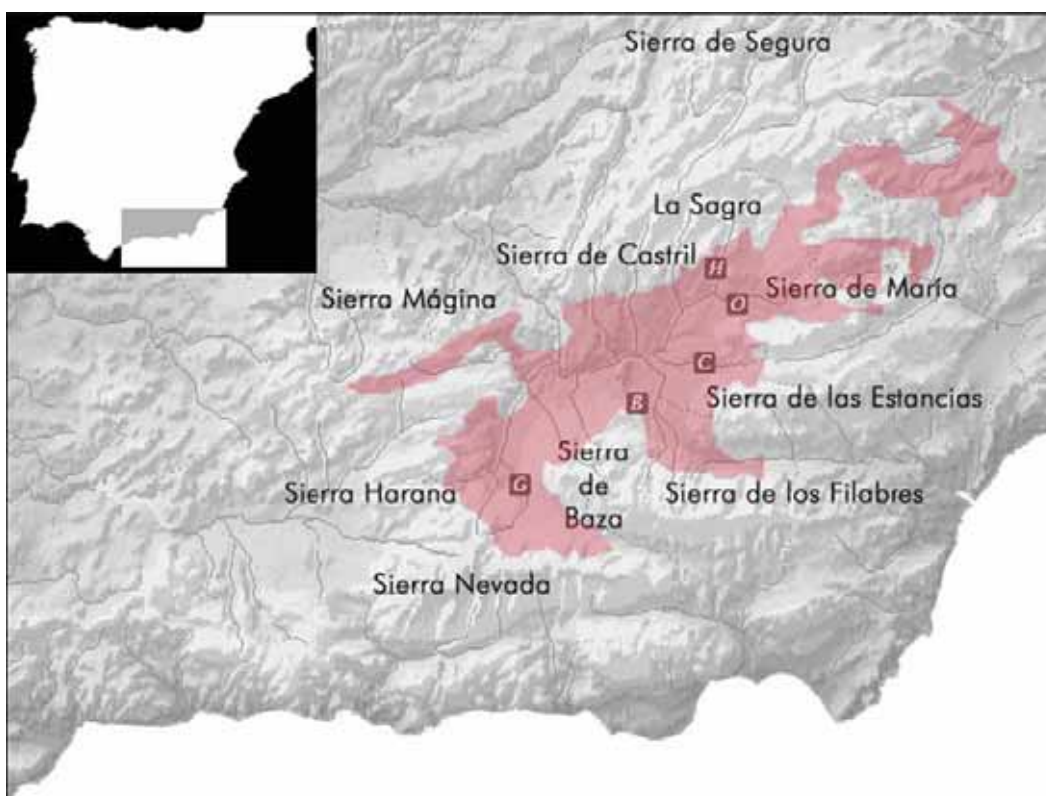 Sierra de Segura
La Sagra
Sierra de Castril
H
Sierra Mágina
O
Sierra de María
C
Sierra de las Estancias
B
Sierra
de
Baza
Sierra Harana
G
Sierra de los Filabres
Sierra Nevada